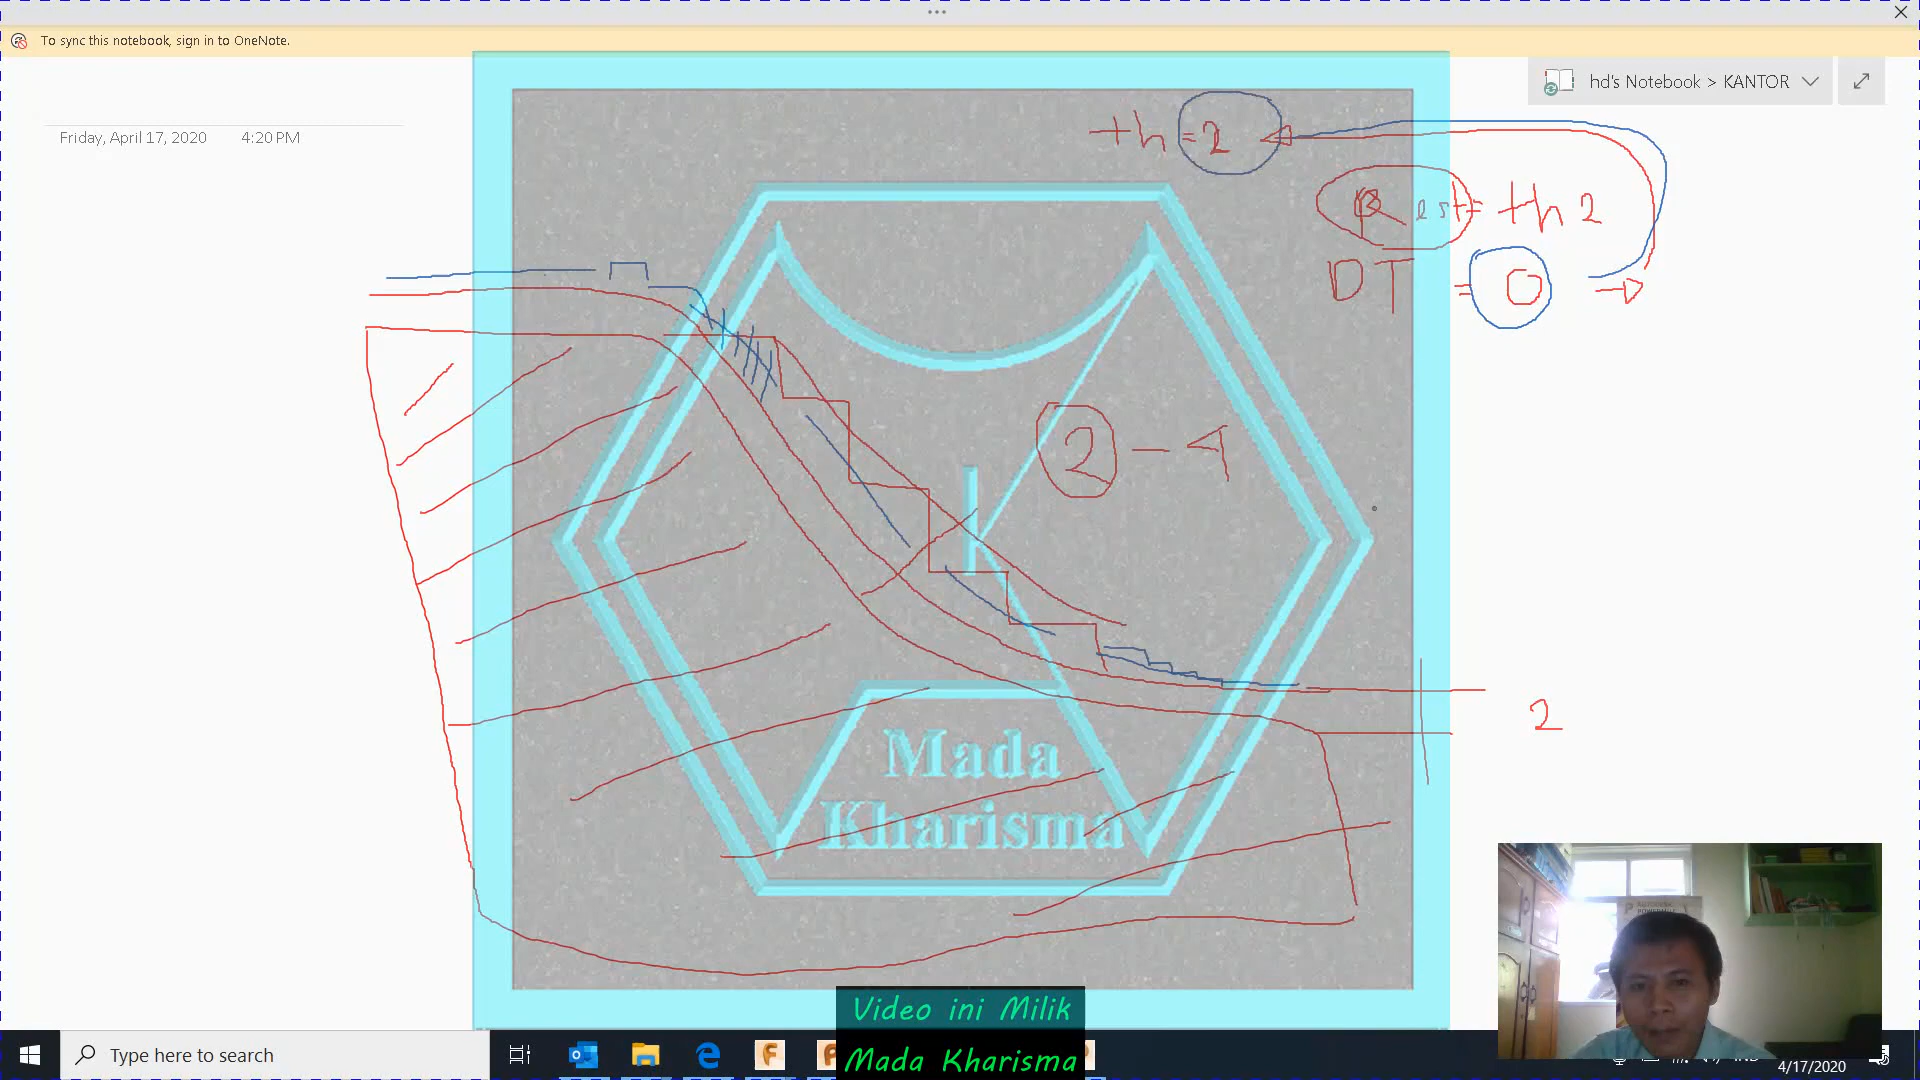 To sync this notebook, sign in to OneNote.
hd's Notebook > KANTOR
Friday, April 17, 2020 4:20 PM
th = 2
Rest = th 2
DT = 0
2 - 4
2
k
Mada
Kharisma
Video ini Milik
Mada Kharisma
Type here to search
4/17/2020